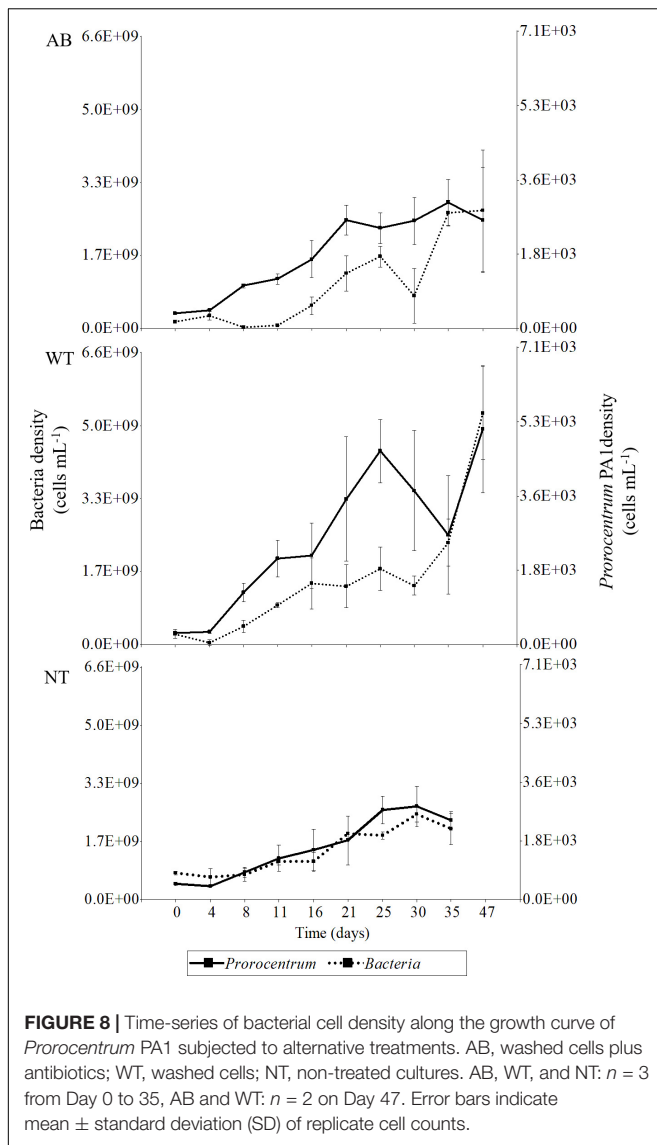 AB
6.6E+09
5.0E+09
3.3E+09
1.7E+09
0.0E+00
7.1E+03
5.3E+03
3.6E+03
1.8E+03
0.0E+00
WT
6.6E+09
5.0E+09
3.3E+09
1.7E+09
0.0E+00
7.1E+03
5.3E+03
3.6E+03
1.8E+03
0.0E+00
Bacteria density
(cells mL-1)
Prorocentrum PA1density
(cells mL-1)
NT
6.6E+09
5.0E+09
3.3E+09
1.7E+09
0.0E+00
7.1E+03
5.3E+03
3.6E+03
1.8E+03
0.0E+00
0 4 8 11 16 21 25 30 35 47
Time (days)
Prorocentrum Bacteria
FIGURE 8 | Time-series of bacterial cell density along the growth curve of
Prorocentrum PA1 subjected to alternative treatments. AB, washed cells plus
antibiotics; WT, washed cells; NT, non-treated cultures. AB, WT, and NT: n = 3
from Day 0 to 35, AB and WT: n = 2 on Day 47. Error bars indicate
mean ± standard deviation (SD) of replicate cell counts.